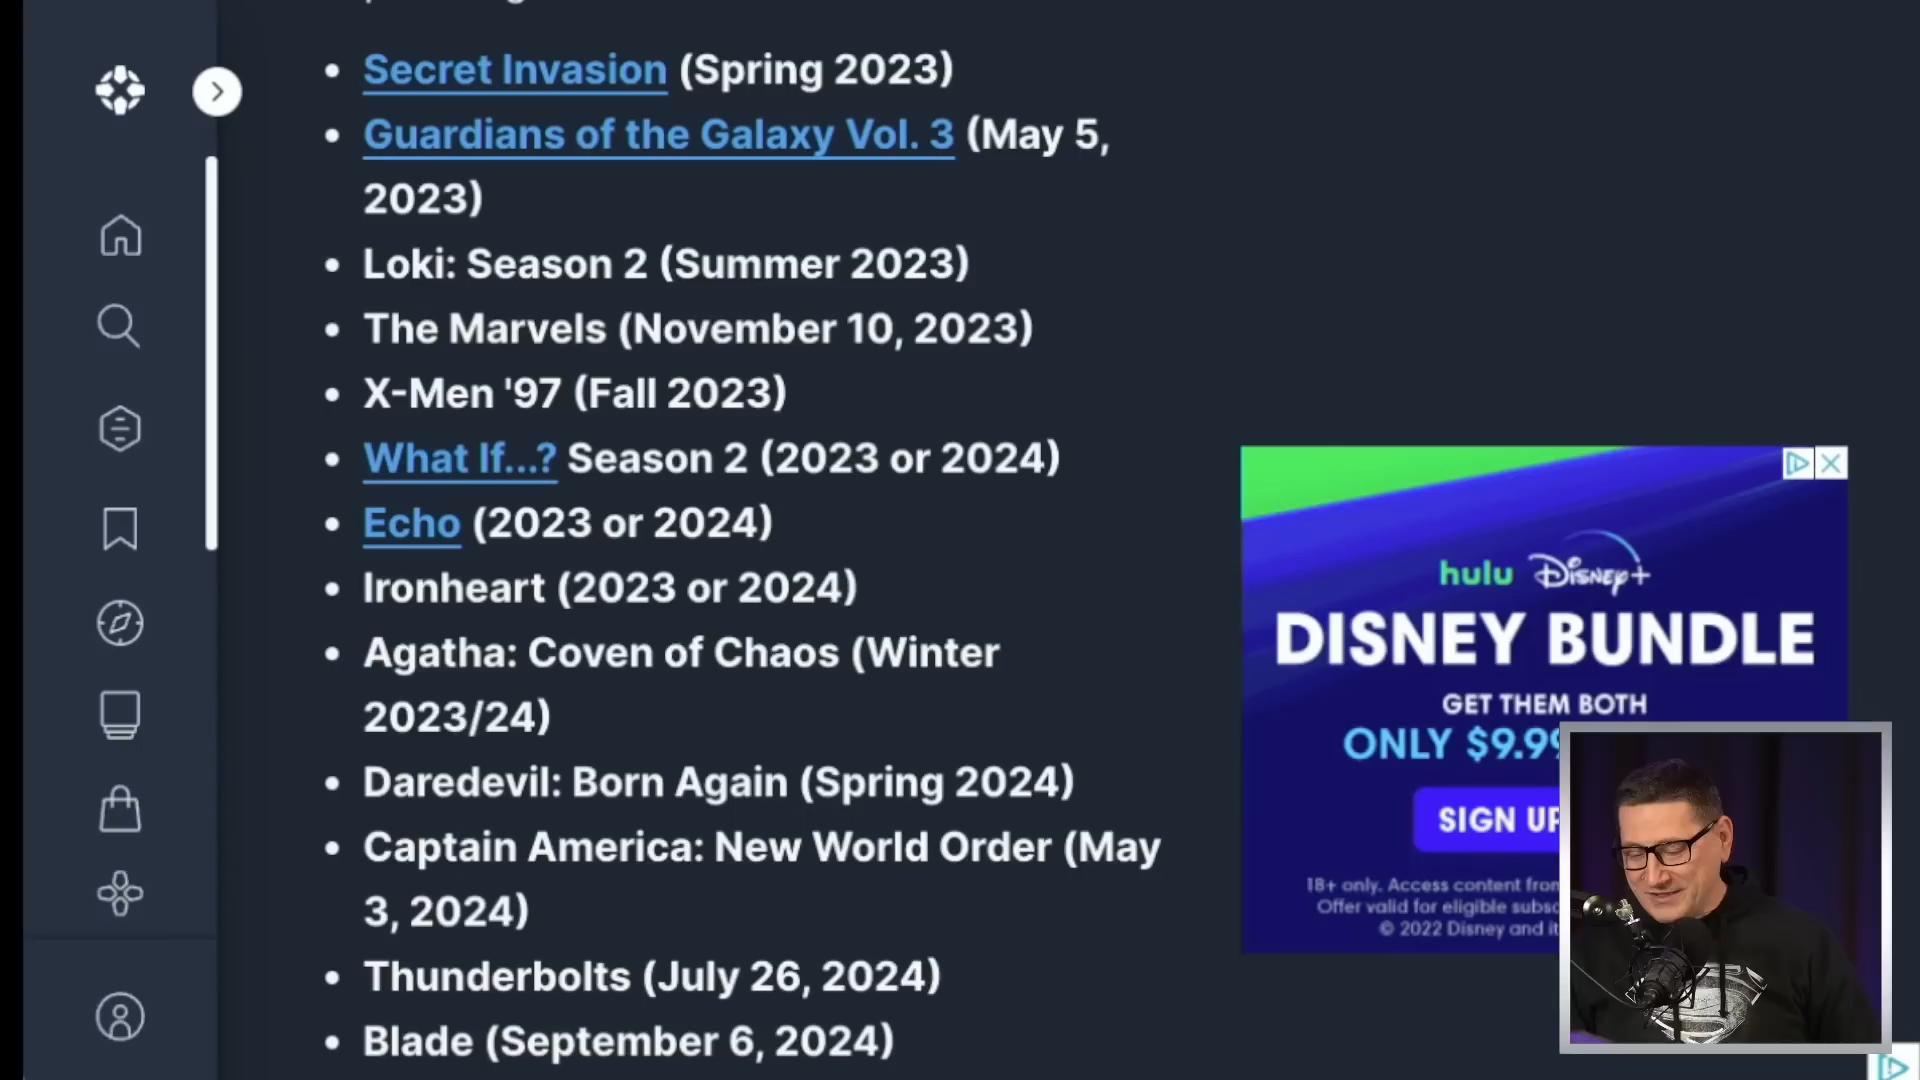 Secret Invasion (Spring 2023)
Guardians of the Galaxy Vol. 3 (May 5,
2023)
Loki: Season 2 (Summer 2023)
The Marvels (November 10, 2023)
X-Men '97 (Fall 2023)
What If...? Season 2 (2023 or 2024)
Echo (2023 or 2024)
Ironheart (2023 or 2024)
Agatha: Coven of Chaos (Winter
2023/24)
Daredevil: Born Again (Spring 2024)
Captain America: New World Order (May
3, 2024)
Thunderbolts (July 26, 2024)
Blade (September 6, 2024)
hulu Disney+
DISNEY BUNDLE
GET THEM BOTH
ONLY $9.99
SIGN UP
18+ only. Access content from
Offer valid for eligible
© 2022 Disney and